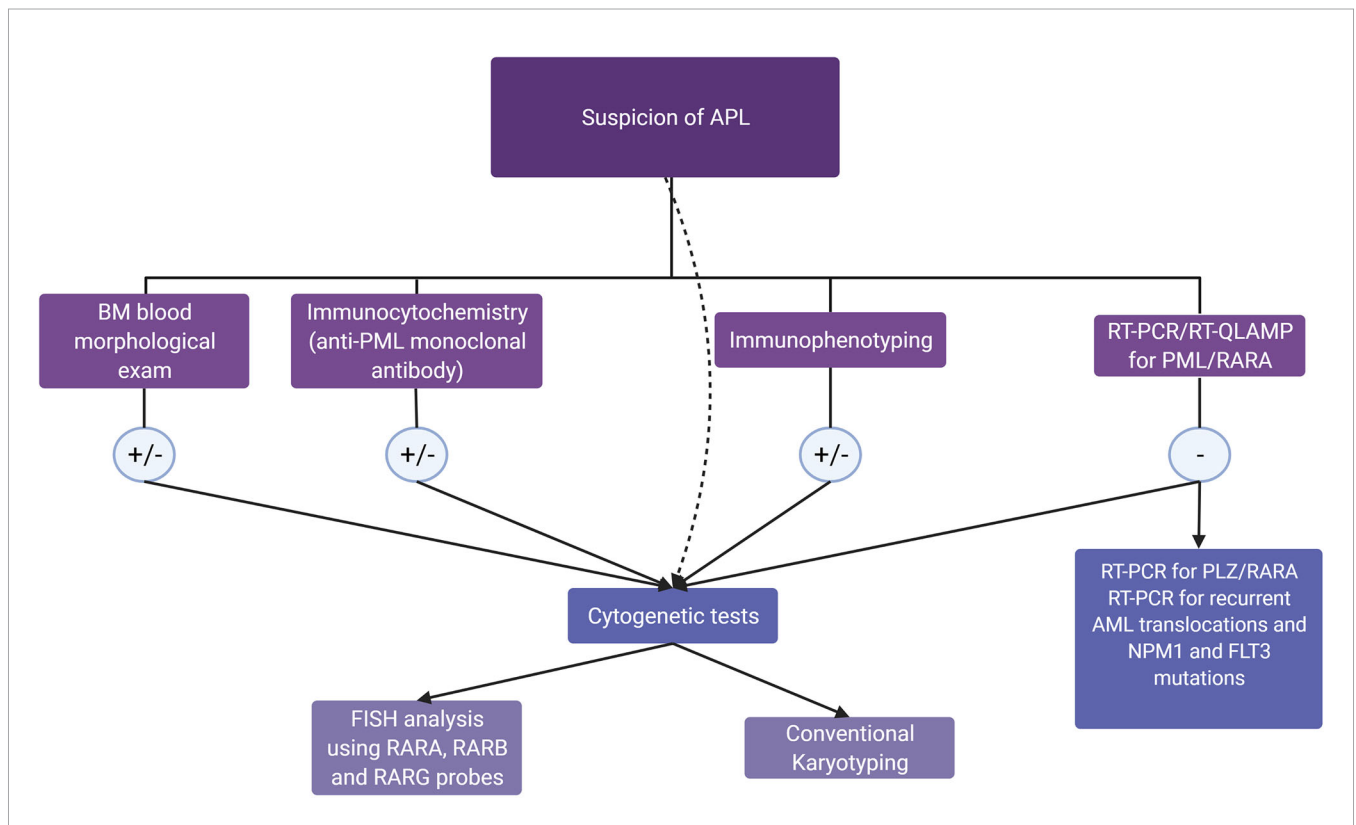 Suspicion of APL
BM blood
morphological
exam
Immunocytochemistry
(anti-PML monoclonal
antibody)
Immunophenotyping
RT-PCR/RT-QLAMP
for PML/RARA
+/-
+/-
+/-
-
Cytogenetic tests
RT-PCR for PLZ/RARA
RT-PCR for recurrent
AML translocations and
NPM1 and FLT3
mutations
FISH analysis
using RARA, RARB
and RARG probes
Conventional
Karyotyping